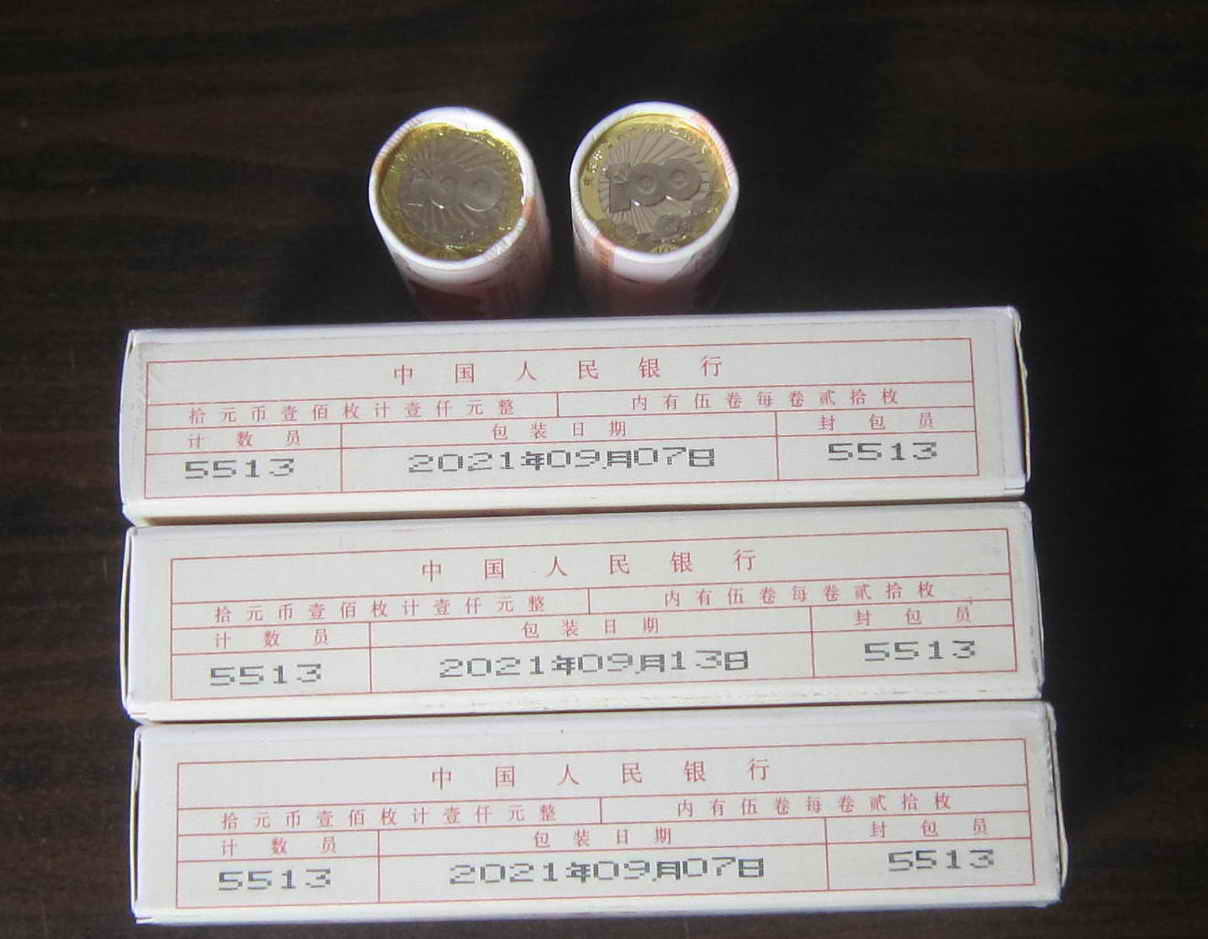 100
100
中国人民银行
拾元币壹佰枚计壹仟元整 内有伍卷每卷贰拾枚
计数员 包装日期 封包员
5513 2021年09月07日 5513
中国人民银行
拾元币壹佰枚计壹仟元整 内有伍卷每卷贰拾枚
计数员 包装日期 封包员
5513 2021年09月13日 5513
中国人民银行
拾元币壹佰枚计壹仟元整 内有伍卷每卷贰拾枚
计数员 包装日期 封包员
5513 2021年09月07日 5513